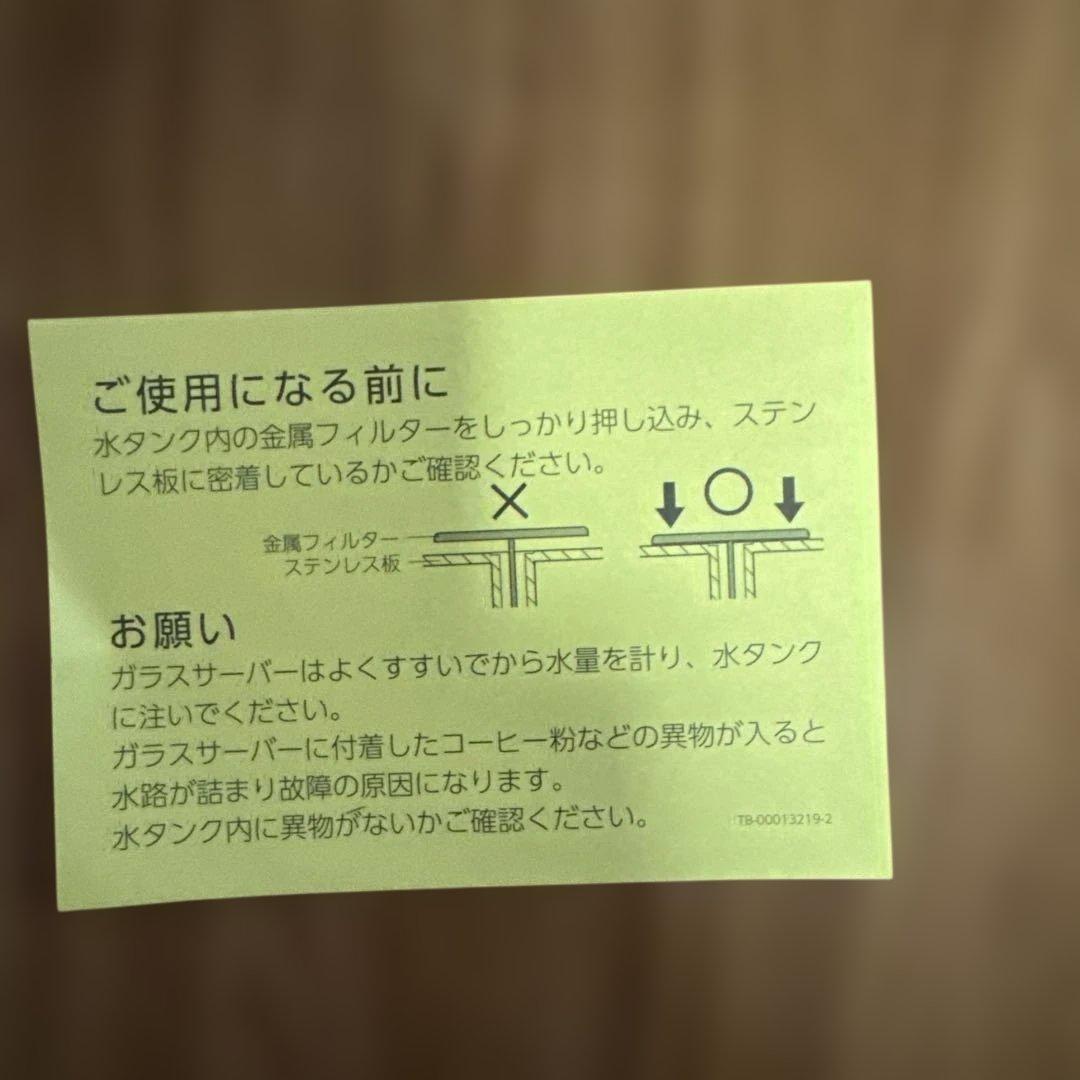 ご使用になる前に
水タンク内の金属フィルターをしっかり押し込み、ステン
レス板に密着しているかご確認ください。
金属フィルター
ステンレス板
お願い
ガラスサーバーはよくすすいでから水量を計り、水タンク
に注いでください。
ガラスサーバーに付着したコーヒー粉などの異物が入ると
水路が詰まり故障の原因になります。
水タンク内に異物がないかご確認ください。
TB-00013219-2